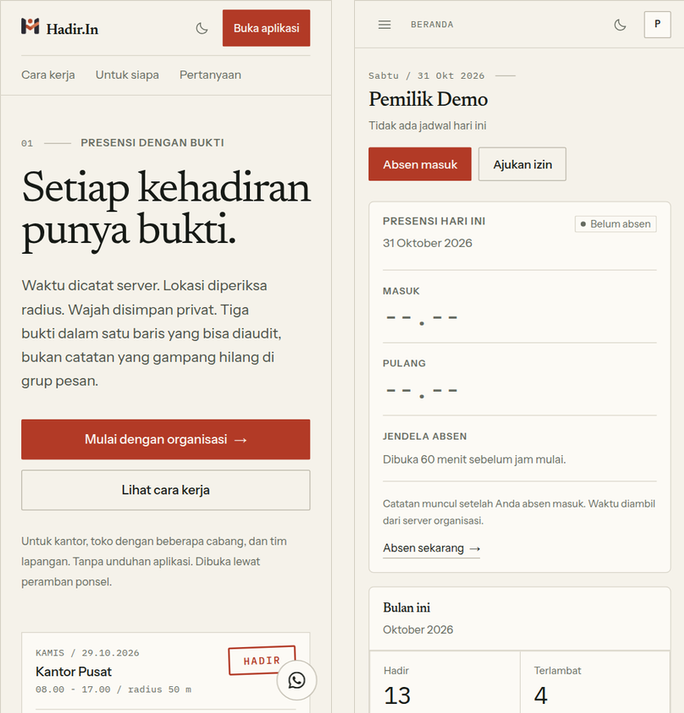 Hadir.In
Buka aplikasi
Cara kerja
Untuk siapa
Pertanyaan
01
PRESENSI DENGAN BUKTI
Setiap kehadiran
punya bukti.
Waktu dicatat server. Lokasi diperiksa
radius. Wajah disimpan privat. Tiga
bukti dalam satu baris yang bisa diaudit,
bukan catatan yang gampang hilang di
grup pesan.
Mulai dengan organisasi →
Lihat cara kerja
Untuk kantor, toko dengan beberapa cabang, dan tim
lapangan. Tanpa unduhan aplikasi. Dibuka lewat
peramban ponsel.
KAMIS / 29.10.2026
Kantor Pusat
08.00 - 17.00 / radius 50 m
HADIR
BERANDA
P
Sabtu / 31 Okt 2026
Pemilik Demo
Tidak ada jadwal hari ini
Absen masuk
Ajukan izin
PRESENSI HARI INI
Belum absen
31 Oktober 2026
MASUK
--.--
PULANG
--.--
JENDELA ABSEN
Dibuka 60 menit sebelum jam mulai.
Catatan muncul setelah Anda absen masuk. Waktu diambil
dari server organisasi.
Absen sekarang →
Bulan ini
Oktober 2026
Hadir
13
Terlambat
4